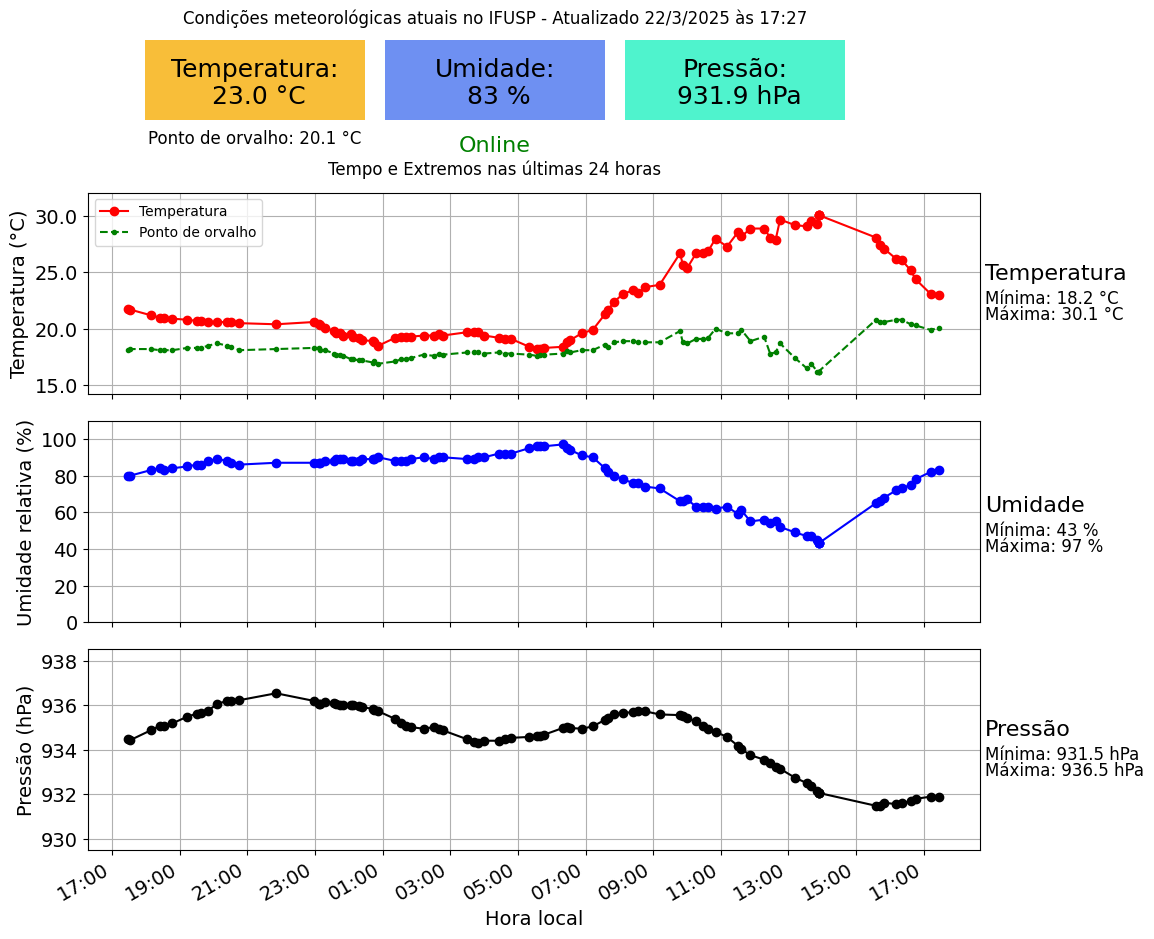 Condições meteorológicas atuais no IFUSP - Atualizado 22/3/2025 às 17:27
Temperatura:
23.0 °C
Umidade:
83 %
Pressão:
931.9 hPa
Ponto de orvalho: 20.1 °C
Online
Tempo e Extremos nas últimas 24 horas
Temperatura (°C)
30.0
25.0
20.0
15.0
Temperatura
Ponto de orvalho
Temperatura
Mínima: 18.2 °C
Máxima: 30.1 °C
Umidade relativa (%)
100
80
60
40
20
0
Umidade
Mínima: 43 %
Máxima: 97 %
Pressão (hPa)
938
936
934
932
930
Pressão
Mínima: 931.5 hPa
Máxima: 936.5 hPa
17:00
19:00
21:00
23:00
01:00
03:00
05:00
07:00
09:00
11:00
13:00
15:00
17:00
Hora local